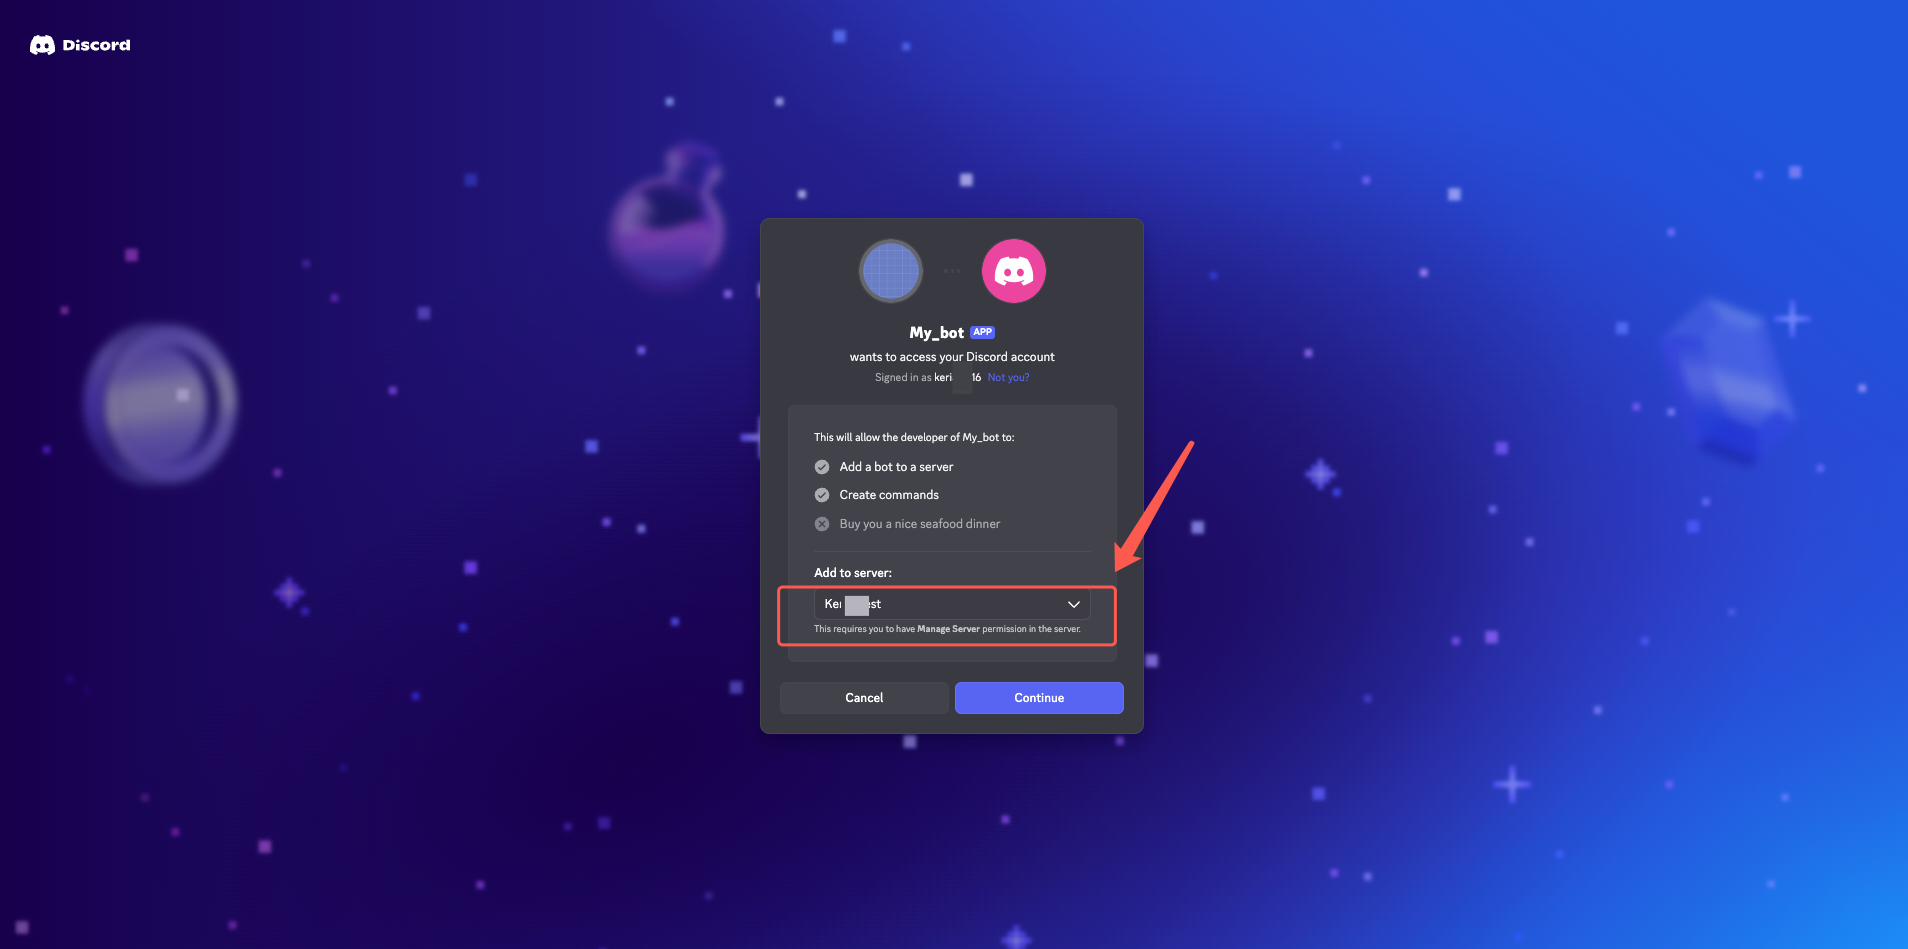 Discord
My_bot APP
wants to access your Discord account
Signed in as keri 16 Not you?
This will allow the developer of My_bot to:
Add a bot to a server
Create commands
Buy you a nice seafood dinner
Add to server:
Ke st
This requires you to have Manage Server permission in the server.
Cancel
Continue